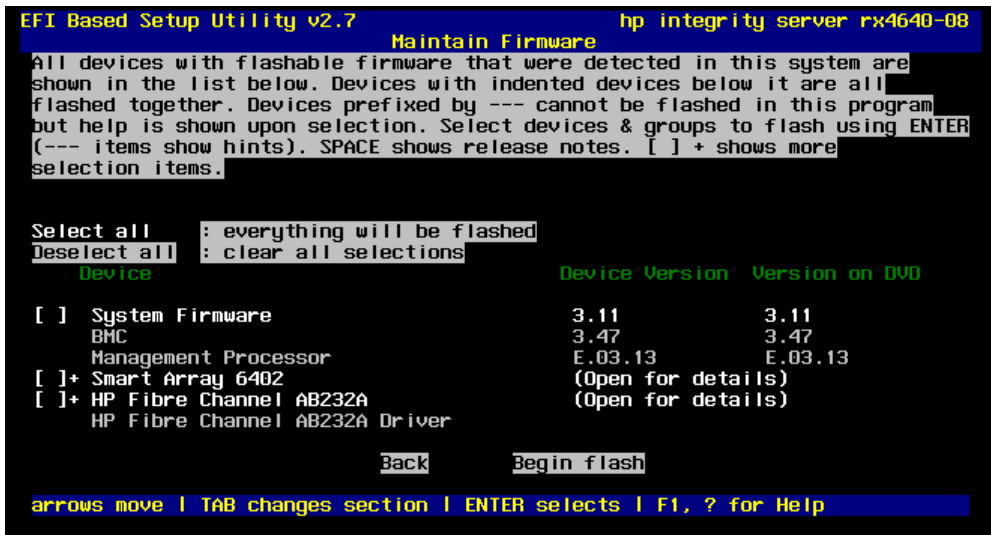 EFI Based Setup Utility v2.7 hp integrity server rx4640-08
Maintain Firmware
All devices with flashable firmware that were detected in this system are
shown in the list below. Devices with indented devices below it are all
flashed together. Devices prefixed by --- cannot be flashed in this program
but help is shown upon selection. Select devices & groups to flash using ENTER
(--- items show hints). SPACE shows release notes. [ ] + shows more
selection items.
Select all : everything will be flashed
Deselect all : clear all selections
Device Device Version Version on DVD
[ ] System Firmware 3.11 3.11
BMC 3.47 3.47
Management Processor E.03.13 E.03.13
[ ]+ Smart Array 6402 (Open for details)
[ ]+ HP Fibre Channel AB232A (Open for details)
HP Fibre Channel AB232A Driver
Back Begin flash
arrows move | TAB changes section | ENTER selects | F1, ? for Help